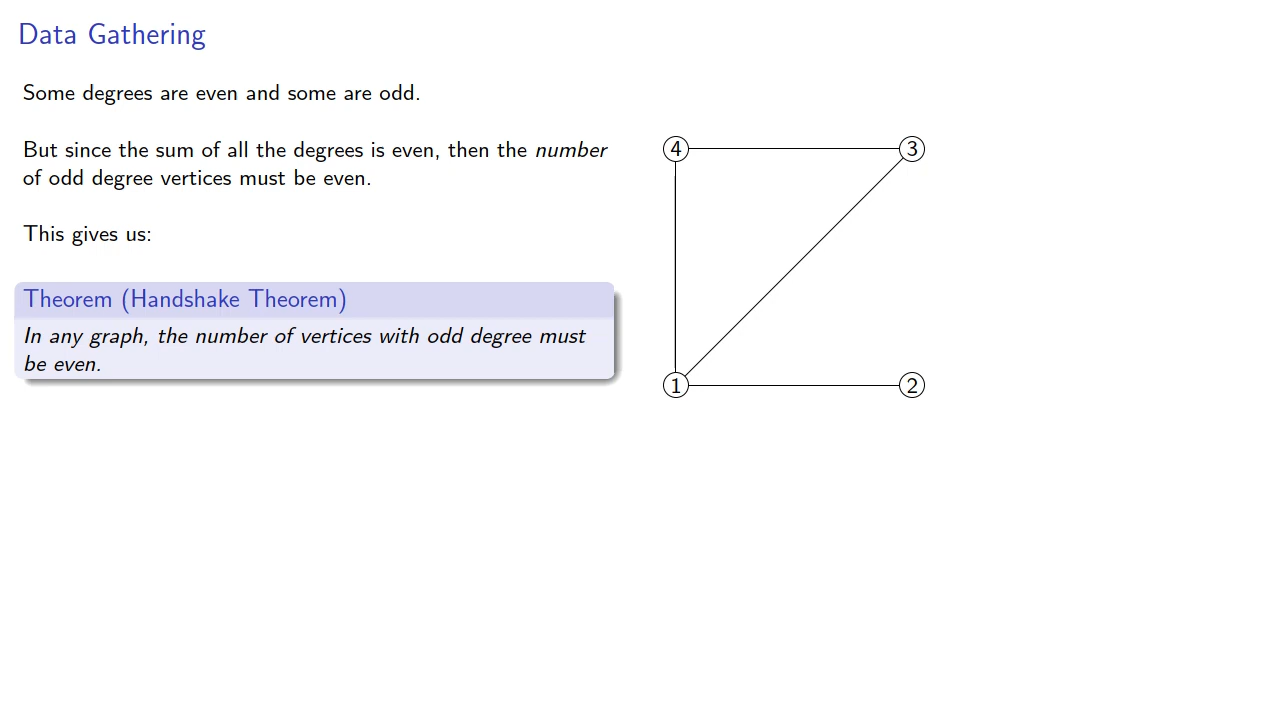 Data Gathering
Some degrees are even and some are odd.
But since the sum of all the degrees is even, then the number
of odd degree vertices must be even.
This gives us:
Theorem (Handshake Theorem)
In any graph, the number of vertices with odd degree must
be even.
4 3
1 2